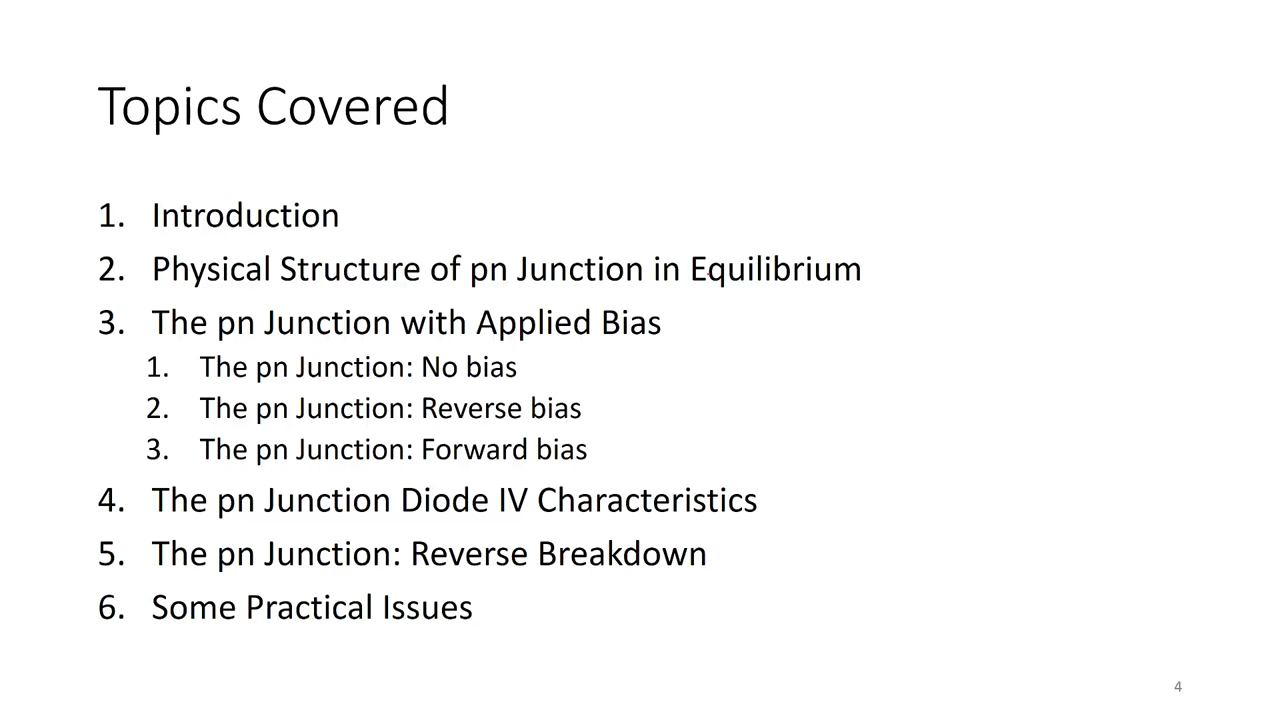 Topics Covered
1. Introduction
2. Physical Structure of pn Junction in Equilibrium
3. The pn Junction with Applied Bias
1. The pn Junction: No bias
2. The pn Junction: Reverse bias
3. The pn Junction: Forward bias
4. The pn Junction Diode IV Characteristics
5. The pn Junction: Reverse Breakdown
6. Some Practical Issues
4